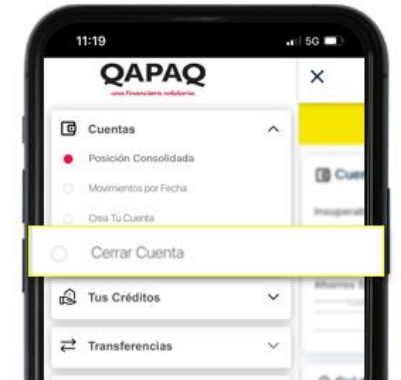 11:19
5G
QAPAQ
una financiera solidaria
Cuentas
Posición Consolidada
Movimientos por Fecha
Crea Tu Cuenta
Cerrar Cuenta
Tus Créditos
Transferencias